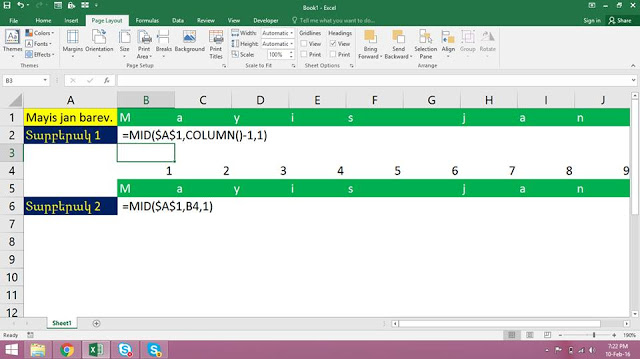 Book1 - Excel
File Home Insert Page Layout Formulas Data Review View Developer Tell me what you want to do... Sign in Share
Themes Colors Fonts Effects Margins Orientation Size Print Area Breaks Background Print Titles Width: Automatic Height: Automatic Scale: Gridlines View Print Headings View Print Bring Forward Send Backward Selection Pane Align Group Rotate
Themes Page Setup Scale to Fit Sheet Options Arrange
B3 fx
A B C D E F G H I J
1 Mayis jan barev. M a y i s j a n
2 Տարբերակ 1 =MID($A$1,COLUMN()-1,1)
3
4 1 2 3 4 5 6 7 8 9
5 M a y i s j a n
6 Տարբերակ 2 =MID($A$1,B4,1)
7
8
9
10
11
12
Sheet1
Ready 190%
7:22 PM
10-Feb-16